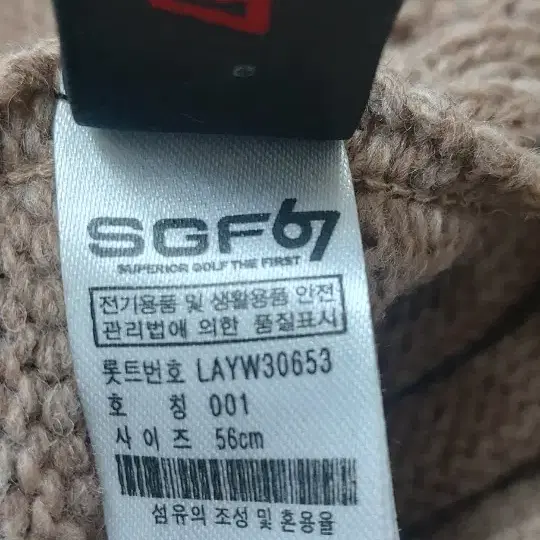 SGF67
SUPERIOR GOLF THE FIRST
전기용품 및 생활용품 안전
관리법애 의한 품질표시
롯트번호 LAYW30653
호 칭 001
사이즈 56cm
섬유의 조성 및 혼용율